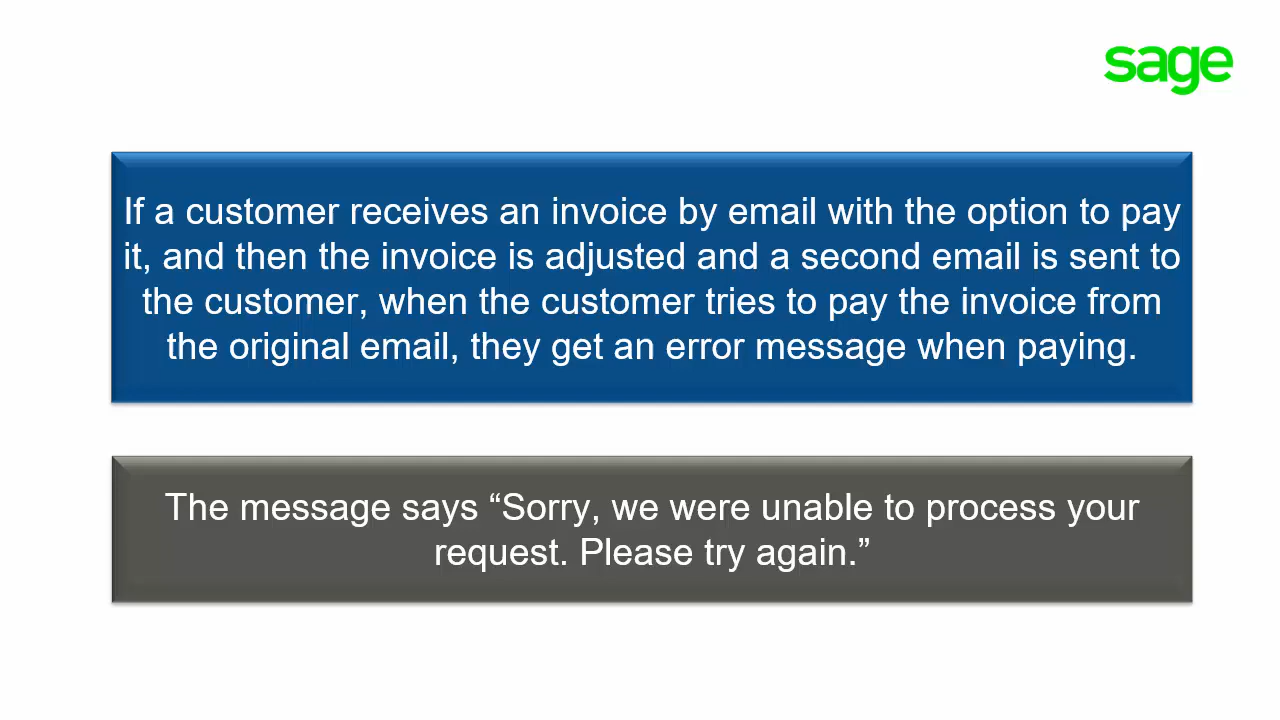 sage
If a customer receives an invoice by email with the option to pay
it, and then the invoice is adjusted and a second email is sent to
the customer, when the customer tries to pay the invoice from
the original email, they get an error message when paying.
The message says “Sorry, we were unable to process your
request. Please try again.”